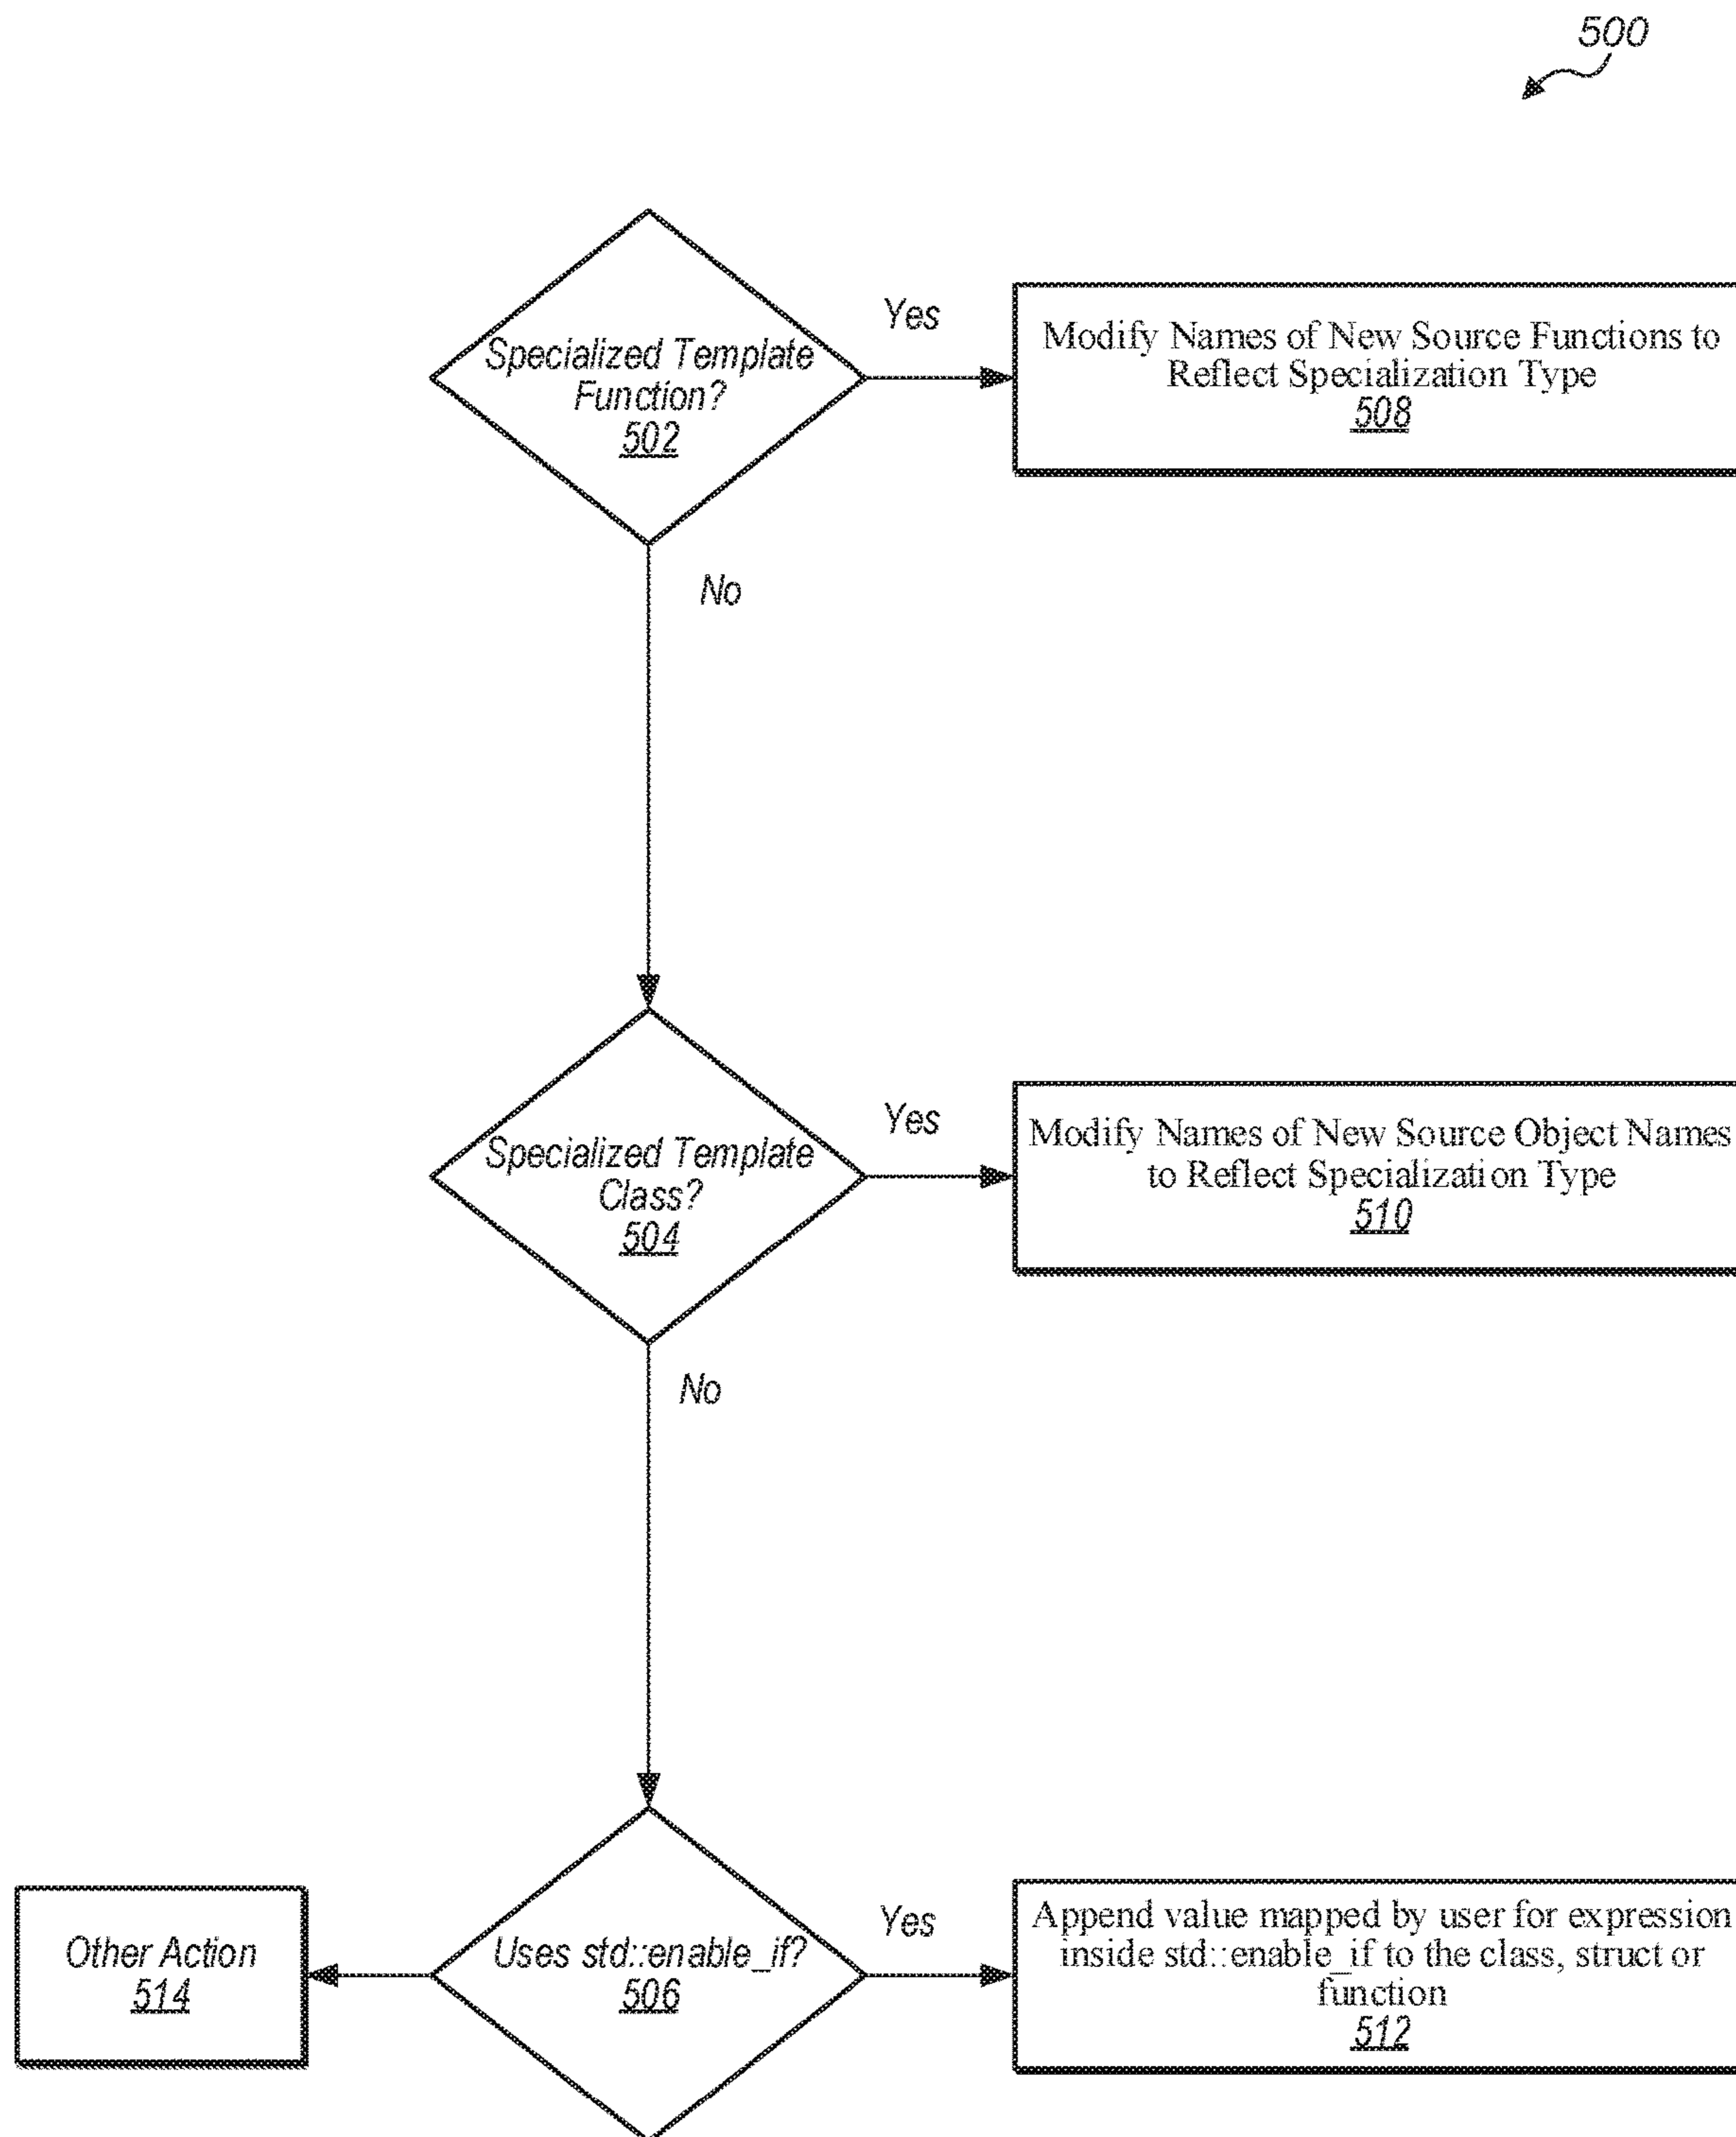 500
Specialized Template
Function?
502
Yes
Modify Names of New Source Functions to
Reflect Specialization Type
508
No
Specialized Template
Class?
504
Yes
Modify Names of New Source Object Names
to Reflect Specialization Type
510
No
Other Action
514
Uses std::enable_if?
506
Yes
Append value mapped by user for expression
inside std::enable_if to the class, struct or
function
512